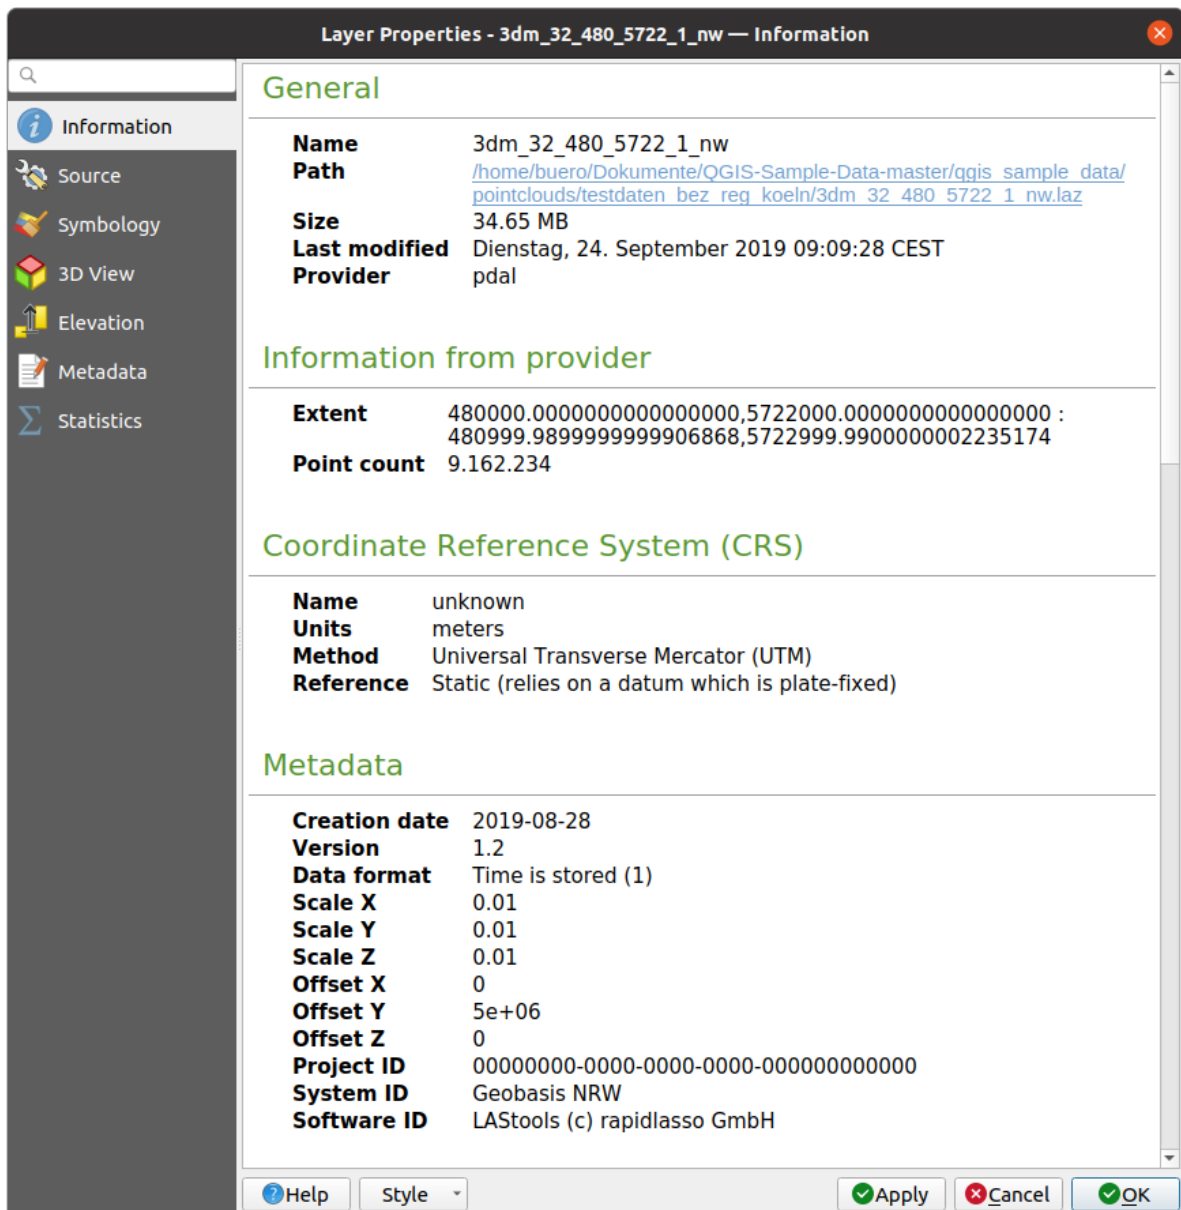 Layer Properties - 3dm_32_480_5722_1_nw — Information
Information
Source
Symbology
3D View
Elevation
Metadata
Statistics
General
Name 3dm_32_480_5722_1_nw
Path /home/buero/Dokumente/QGIS-Sample-Data-master/qgis_sample_data/
pointclouds/testdaten_bez_reg_koeln/3dm_32_480_5722_1_nw.laz
Size 34.65 MB
Last modified Dienstag, 24. September 2019 09:09:28 CEST
Provider pdal
Information from provider
Extent 480000.0000000000000000,5722000.0000000000000000 :
480999.9899999999906868,5722999.9900000002235174
Point count 9.162.234
Coordinate Reference System (CRS)
Name unknown
Units meters
Method Universal Transverse Mercator (UTM)
Reference Static (relies on a datum which is plate-fixed)
Metadata
Creation date 2019-08-28
Version 1.2
Data format Time is stored (1)
Scale X 0.01
Scale Y 0.01
Scale Z 0.01
Offset X 0
Offset Y 5e+06
Offset Z 0
Project ID 00000000-0000-0000-0000-000000000000
System ID Geobasis NRW
Software ID LAStools (c) rapidlasso GmbH
Help Style Apply Cancel OK